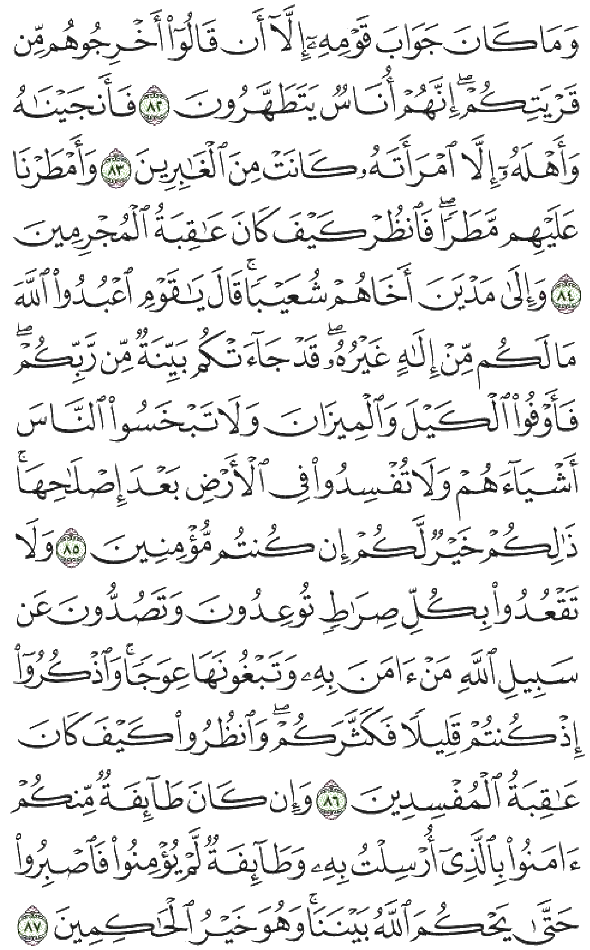 وَمَا كَانَ جَوَابَ قَوْمِهِۦٓ إِلَّآ أَن قَالُوٓا۟ أَخْرِجُوهُم مِّن
قَرْيَتِكُمْ ۖ إِنَّهُمْ أُنَاسٌ يَتَطَهَّرُونَ ٨٢ فَأَنجَيْنَـٰهُ
وَأَهْلَهُۥٓ إِلَّا ٱمْرَأَتَهُۥ كَانَتْ مِنَ ٱلْغَـٰبِرِينَ ٨٣ وَأَمْطَرْنَا
عَلَيْهِم مَّطَرًا ۖ فَٱنظُرْ كَيْفَ كَانَ عَـٰقِبَةُ ٱلْمُجْرِمِينَ
٨٤ وَإِلَىٰ مَدْيَنَ أَخَاهُمْ شُعَيْبًا ۗ قَالَ يَـٰقَوْمِ ٱعْبُدُوا۟ ٱللَّهَ
مَا لَكُم مِّنْ إِلَـٰهٍ غَيْرُهُۥ ۖ قَدْ جَآءَتْكُم بَيِّنَةٌ مِّن رَّبِّكُمْ ۖ
فَأَوْفُوا۟ ٱلْكَيْلَ وَٱلْمِيزَانَ وَلَا تَبْخَسُوا۟ ٱلنَّاسَ
أَشْيَآءَهُمْ وَلَا تُفْسِدُوا۟ فِى ٱلْأَرْضِ بَعْدَ إِصْلَـٰحِهَا ۚ
ذَٰلِكُمْ خَيْرٌ لَّكُمْ إِن كُنتُم مُّؤْمِنِينَ ٨٥ وَلَا
تَقْعُدُوا۟ بِكُلِّ صِرَٰطٍ تُوعِدُونَ وَتَصُدُّونَ عَن
سَبِيلِ ٱللَّهِ مَنْ ءَامَنَ بِهِۦ وَتَبْغُونَهَا عِوَجًا ۚ وَٱذْكُرُوٓا۟
إِذْ كُنتُمْ قَلِيلًا فَكَثَّرَكُمْ ۖ وَٱنظُرُوا۟ كَيْفَ كَانَ
عَـٰقِبَةُ ٱلْمُفْسِدِينَ ٨٦ وَإِن كَانَ طَآئِفَةٌ مِّنكُمْ
ءَامَنُوا۟ بِٱلَّذِىٓ أُرْسِلْتُ بِهِۦ وَطَآئِفَةٌ لَّمْ يُؤْمِنُوا۟ فَٱصْبِرُوا۟
حَتَّىٰ يَحْكُمَ ٱللَّهُ بَيْنَنَا ۚ وَهُوَ خَيْرُ ٱلْحَـٰكِمِينَ ٨٧